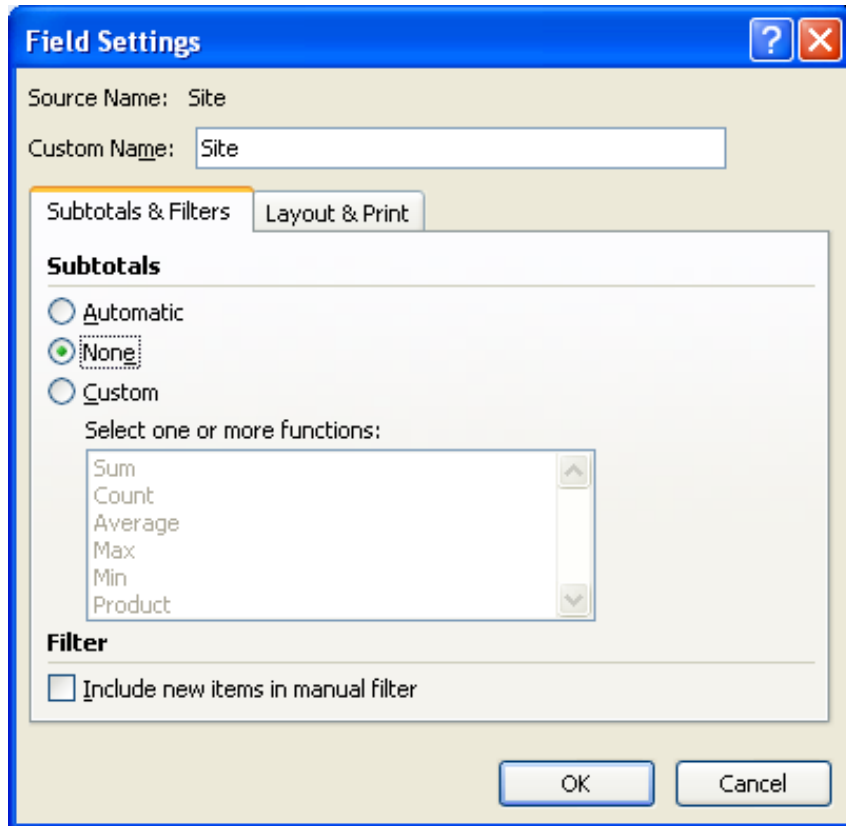 Field Settings
Source Name: Site
Custom Name: Site
Subtotals & Filters Layout & Print
Subtotals
Automatic
None
Custom
Select one or more functions:
Sum
Count
Average
Max
Min
Product
Filter
Include new items in manual filter
OK Cancel